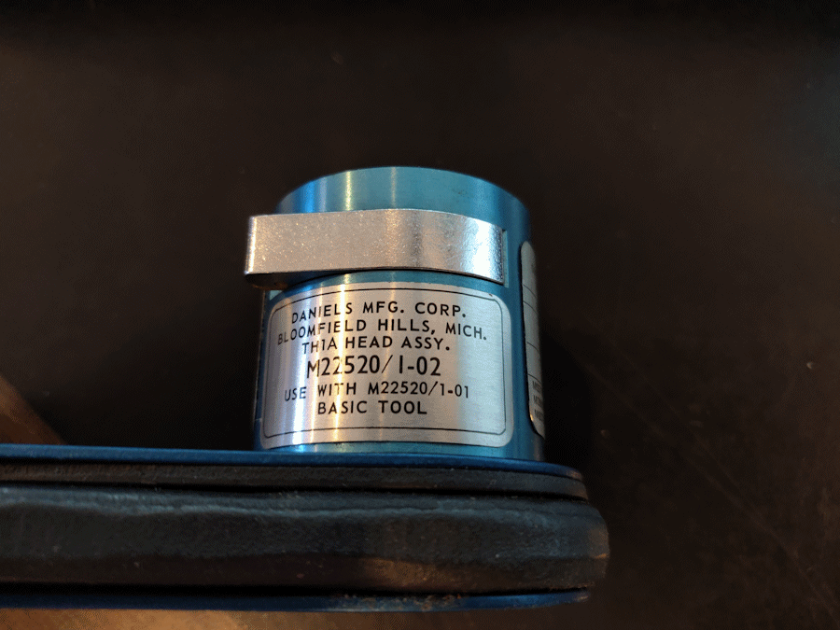 DANIELS MFG. CORP.
BLOOMFIELD HILLS, MICH.
TH1A HEAD ASSY.
M22520/1-02
USE WITH M22520/1-01
BASIC TOOL